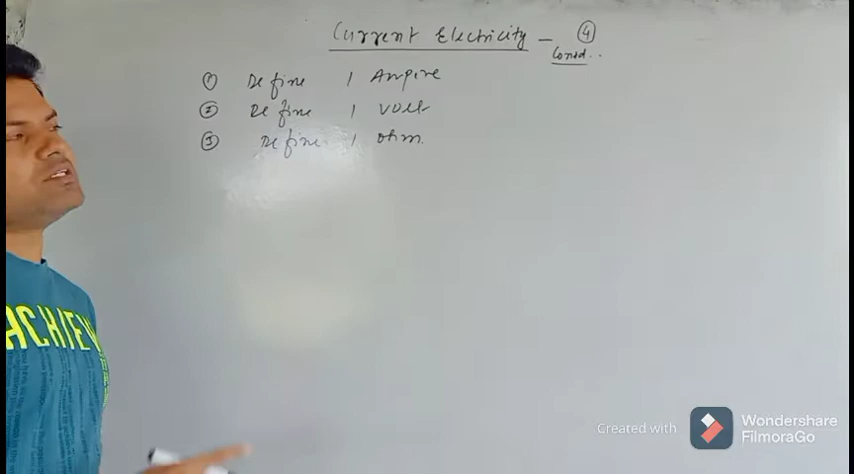 Current Electricity - ④
Contd..
① Define 1 Ampire
② Define 1 Volt
③ Define 1 ohm.
ACHIEV
Created with Wondershare FilmoraGo